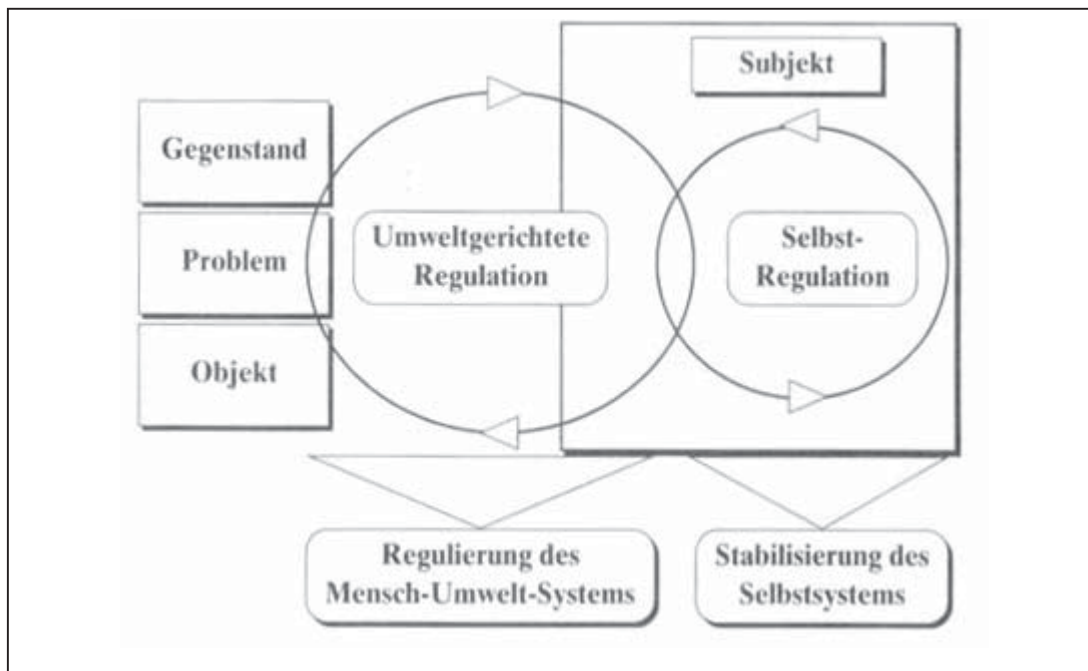 Subjekt
Gegenstand
Problem
Objekt
Umweltgerichtete
Regulation
Selbst-
Regulation
Regulierung des
Mensch-Umwelt-Systems
Stabilisierung des
Selbstsystems